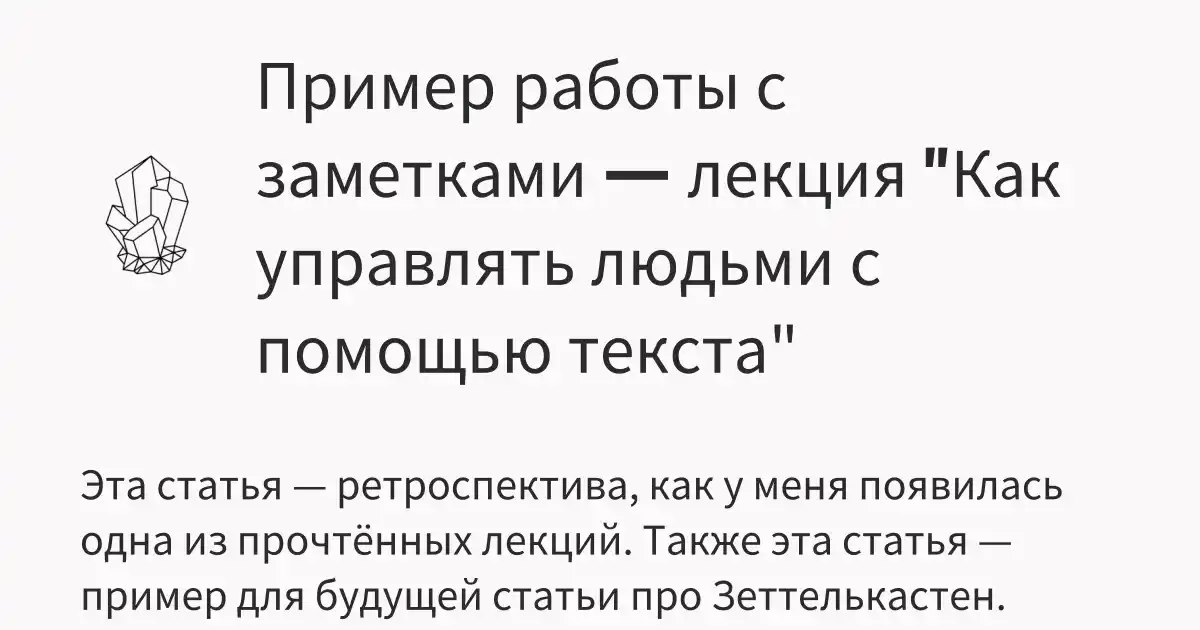 Пример работы с
заметками — лекция "Как
управлять людьми с
помощью текста"
Эта статья — ретроспектива, как у меня появилась
одна из прочтённых лекций. Также эта статья —
пример для будущей статьи про Зеттелькастен.